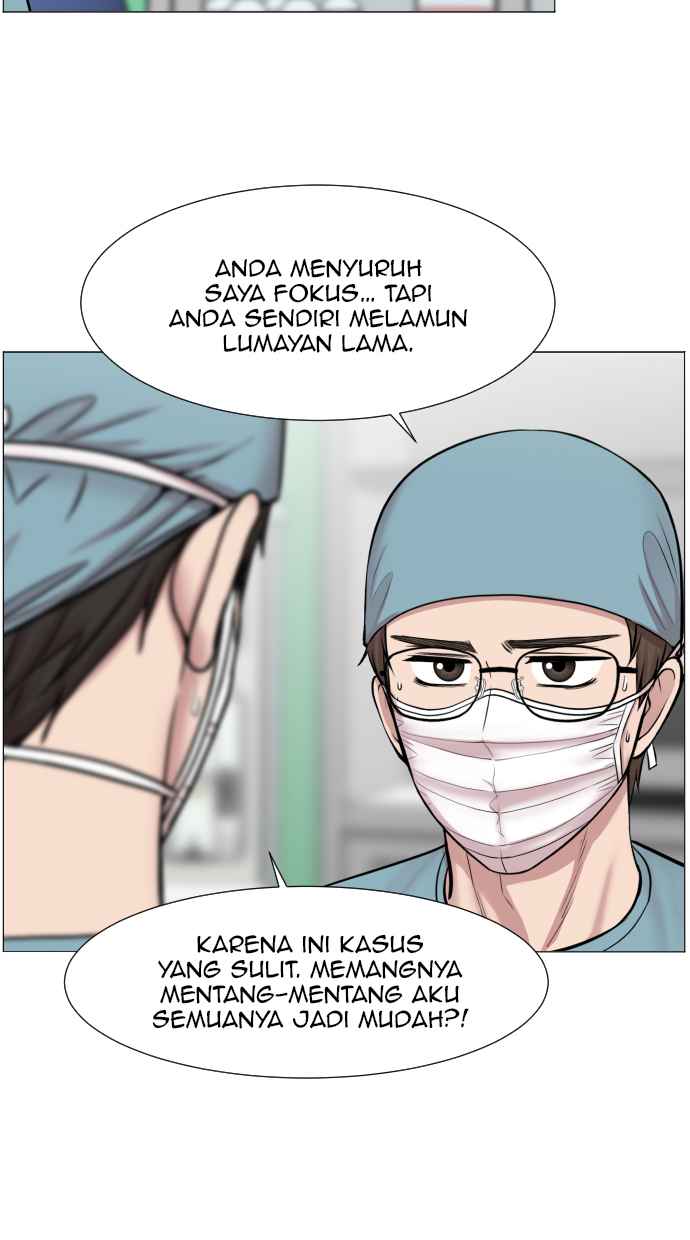 ANDA MENYURUH
SAYA FOKUS... TAPI
ANDA SENDIRI MELAMUN
LUMAYAN LAMA.
KARENA INI KASUS
YANG SULIT. MEMANGNYA
MENTANG-MENTANG AKU
SEMUANYA JADI MUDAH?!